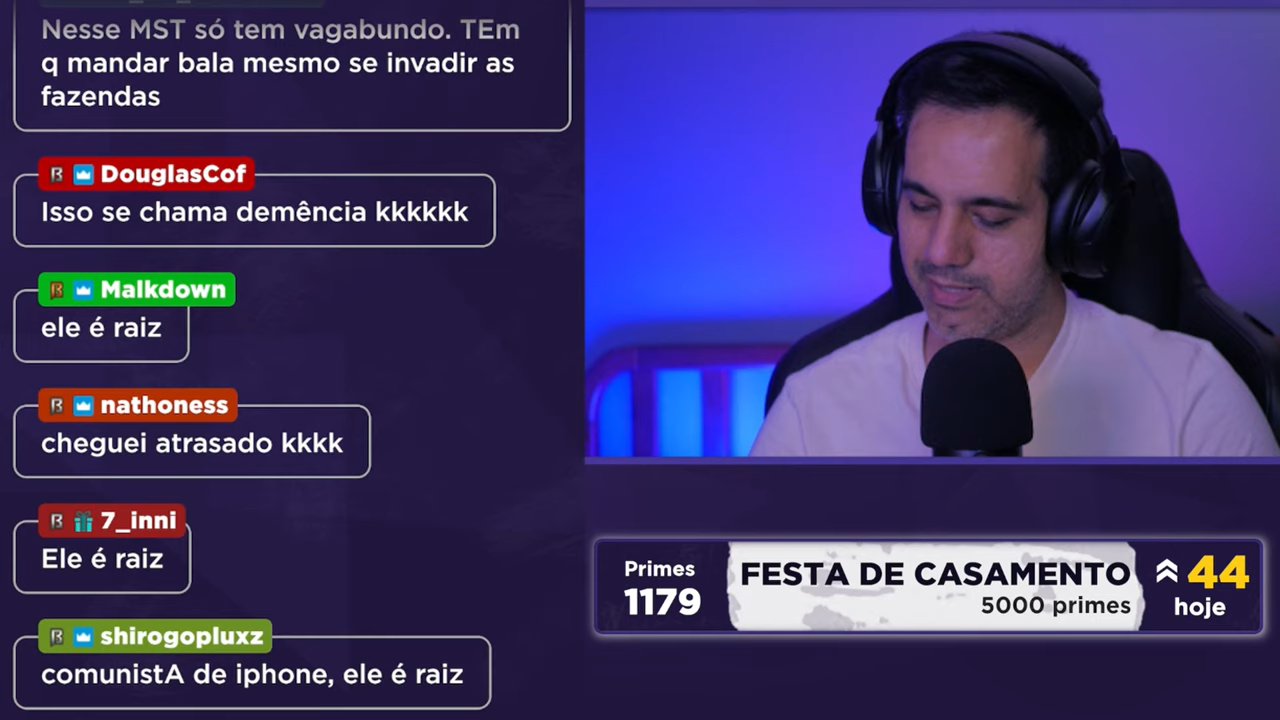 Nesse MST só tem vagabundo. TEm
q mandar bala mesmo se invadir as
fazendas
DouglasCof
Isso se chama demência kkkkkk
Malkdown
ele é raiz
nathoness
cheguei atrasado kkkk
7_inni
Ele é raiz
shirogopluxz
comunistA de iphone, ele é raiz
Primes
1179
FESTA DE CASAMENTO
5000 primes
44
hoje